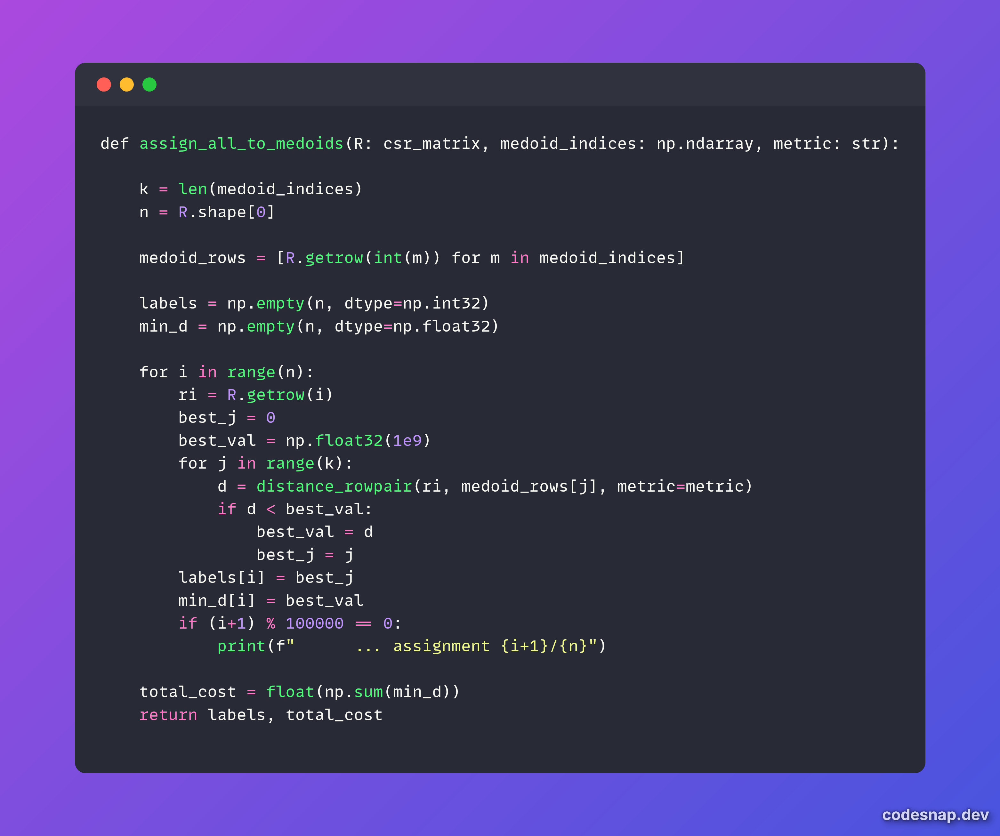 def assign_all_to_medoids(R: csr_matrix, medoid_indices: np.ndarray, metric: str):

    k = len(medoid_indices)
    n = R.shape[0]

    medoid_rows = [R.getrow(int(m)) for m in medoid_indices]

    labels = np.empty(n, dtype=np.int32)
    min_d = np.empty(n, dtype=np.float32)

    for i in range(n):
        ri = R.getrow(i)
        best_j = 0
        best_val = np.float32(1e9)
        for j in range(k):
            d = distance_rowpair(ri, medoid_rows[j], metric=metric)
            if d < best_val:
                best_val = d
                best_j = j
        labels[i] = best_j
        min_d[i] = best_val
        if (i+1) % 100000 == 0:
            print(f"      ... assignment {i+1}/{n}")

    total_cost = float(np.sum(min_d))
    return labels, total_cost

codesnap.dev